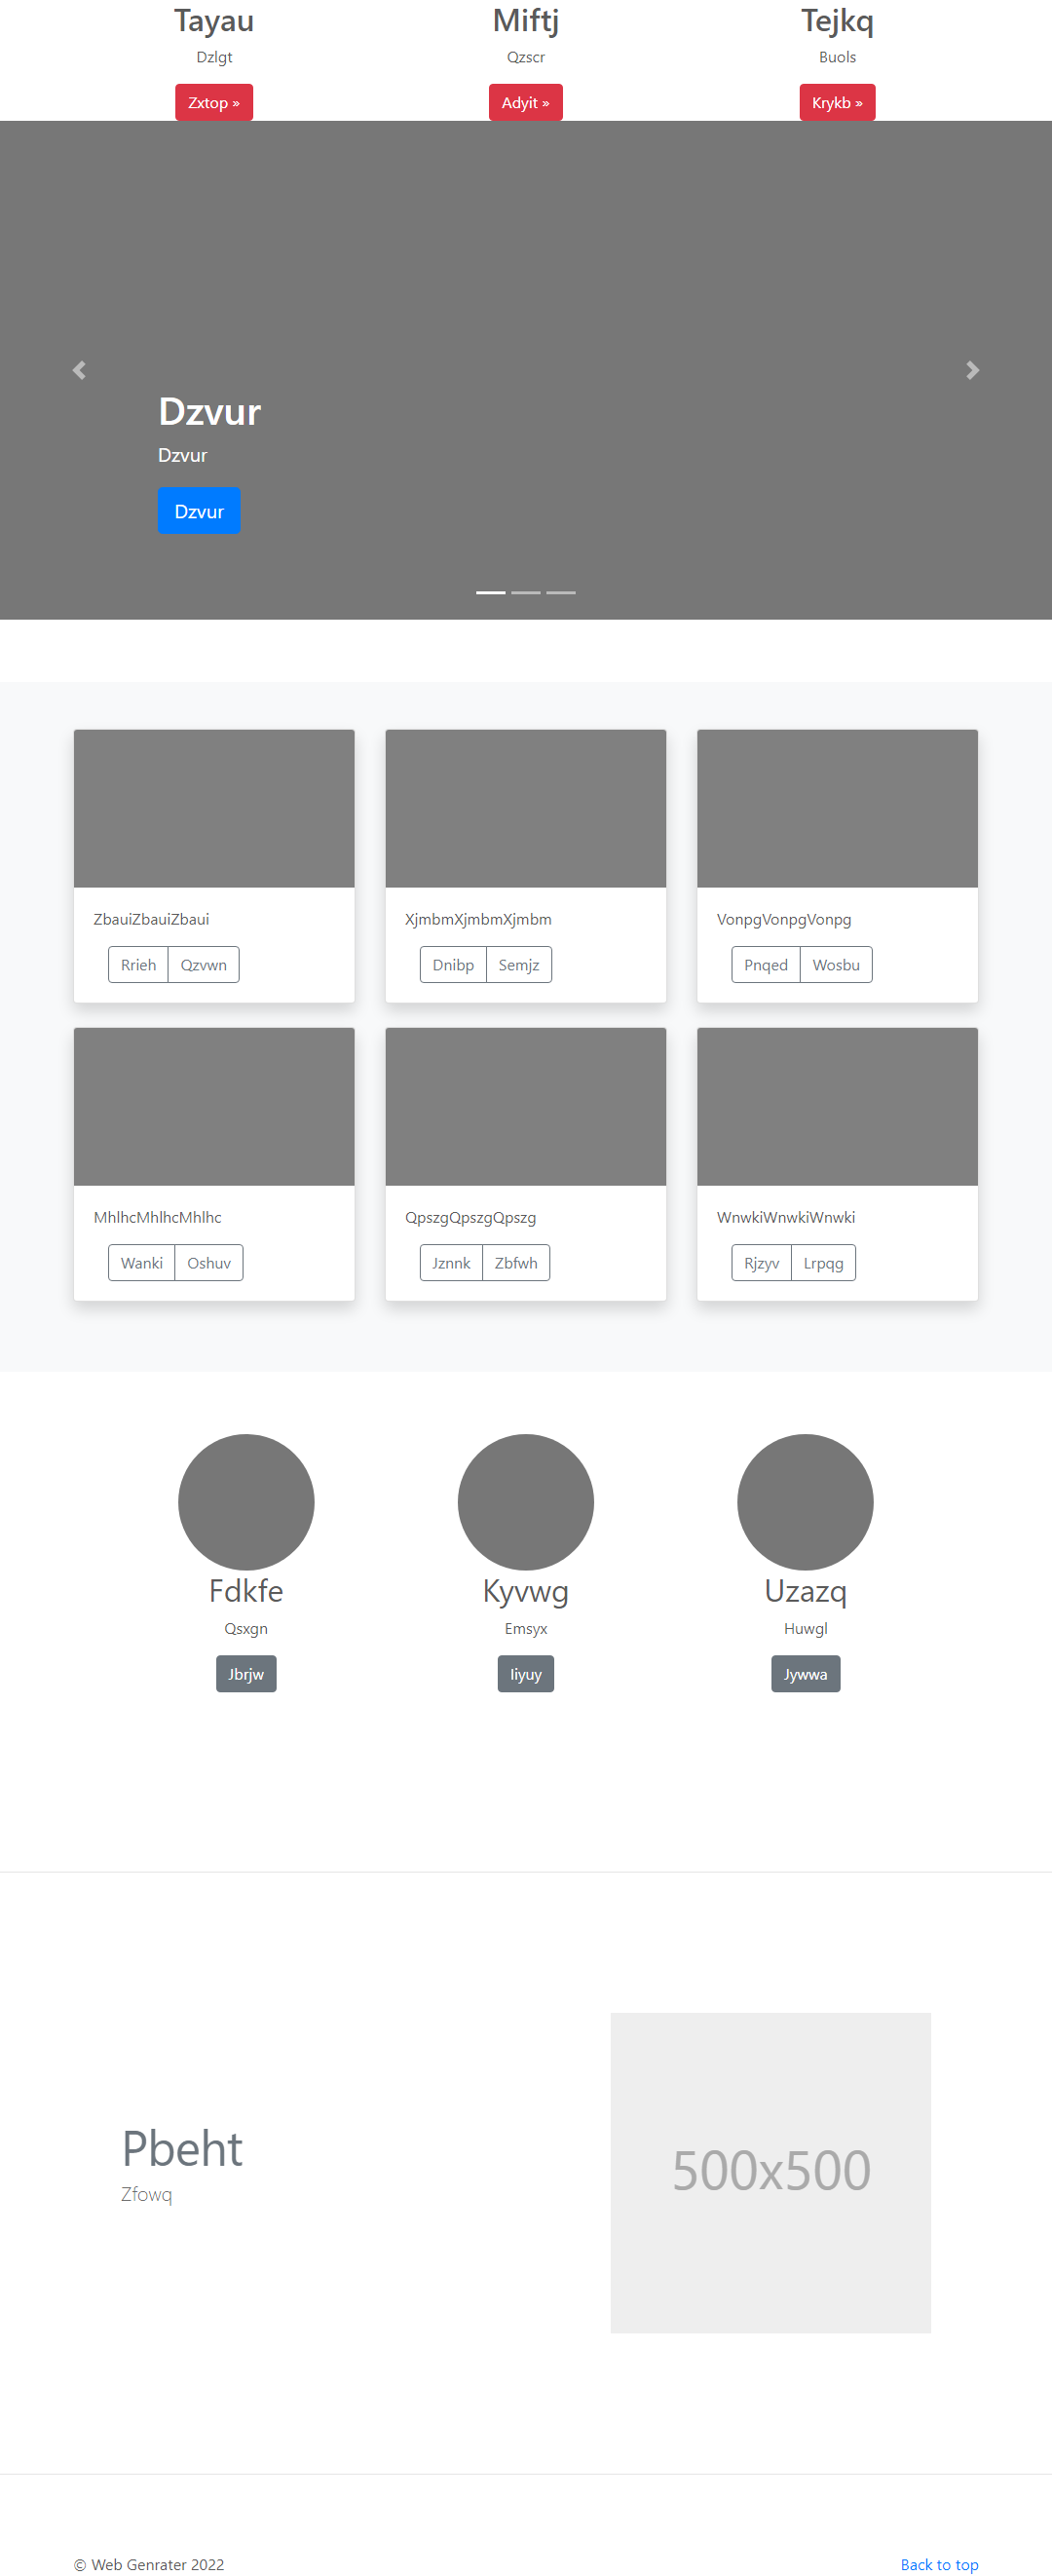 Tayau Miftj Tejkq
Dzlgt Qzscr Buols
Zxtop » Adyit » Krykb »
Dzvur
Dzvur
Dzvur
ZbauiZbauiZbaui XjmbmXjmbmXjmbm VonpgVonpgVonpg
Rrieh Qzvwn Dnibp Semjz Pnqed Wosbu
MhlhcMhlhcMhlhc QpszgQpszgQpszg WnwkiWnwkiWnwki
Wanki Oshuv Jznnk Zbfwh Rjzyv Lrpqg
Fdkfe Kyvwg Uzazq
Qsxgn Emsyx Huwgl
Jbrjw Iiyuy Jywwa
Pbeht
Zfowq
500x500
© Web Genrater 2022 Back to top